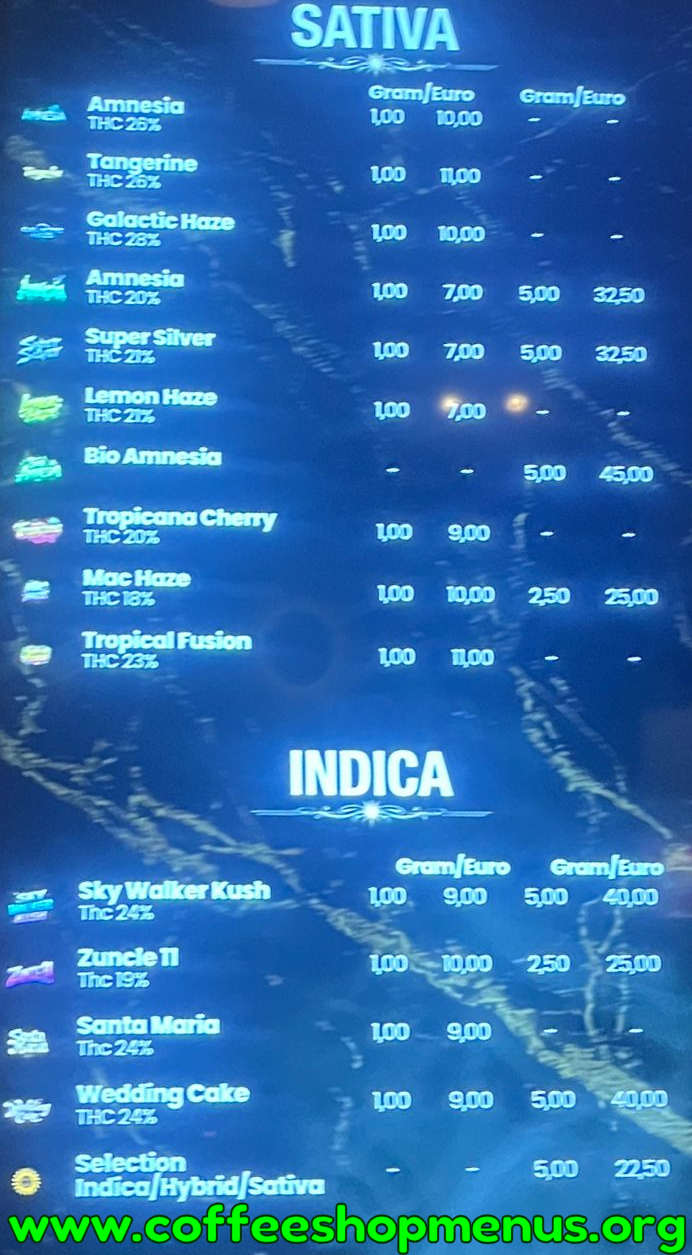 SATIVA
Gram/Euro Gram/Euro
Amnesia 1,00 10,00 - -
THC 26%
Tangerine 1,00 11,00 - -
THC 26%
Galactic Haze 1,00 10,00 - -
THC 28%
Amnesia 1,00 7,00 5,00 32,50
THC 20%
Super Silver 1,00 7,00 5,00 32,50
THC 21%
Lemon Haze 1,00 7,00 - -
THC 21%
Bio Amnesia - - 5,00 45,00
Tropicana Cherry 1,00 9,00 - -
THC 20%
Mac Haze 1,00 10,00 2,50 25,00
THC 18%
Tropical Fusion 1,00 11,00 - -
THC 23%
INDICA
Gram/Euro Gram/Euro
Sky Walker Kush 1,00 9,00 5,00 40,00
Thc 24%
Zuncle 11 1,00 10,00 2,50 25,00
Thc 19%
Santa Maria 1,00 9,00 - -
Thc 24%
Wedding Cake 1,00 9,00 5,00 40,00
THC 24%
Selection - - 5,00 22,50
Indica/Hybrid/Sativa
www.coffeeshopmenus.org